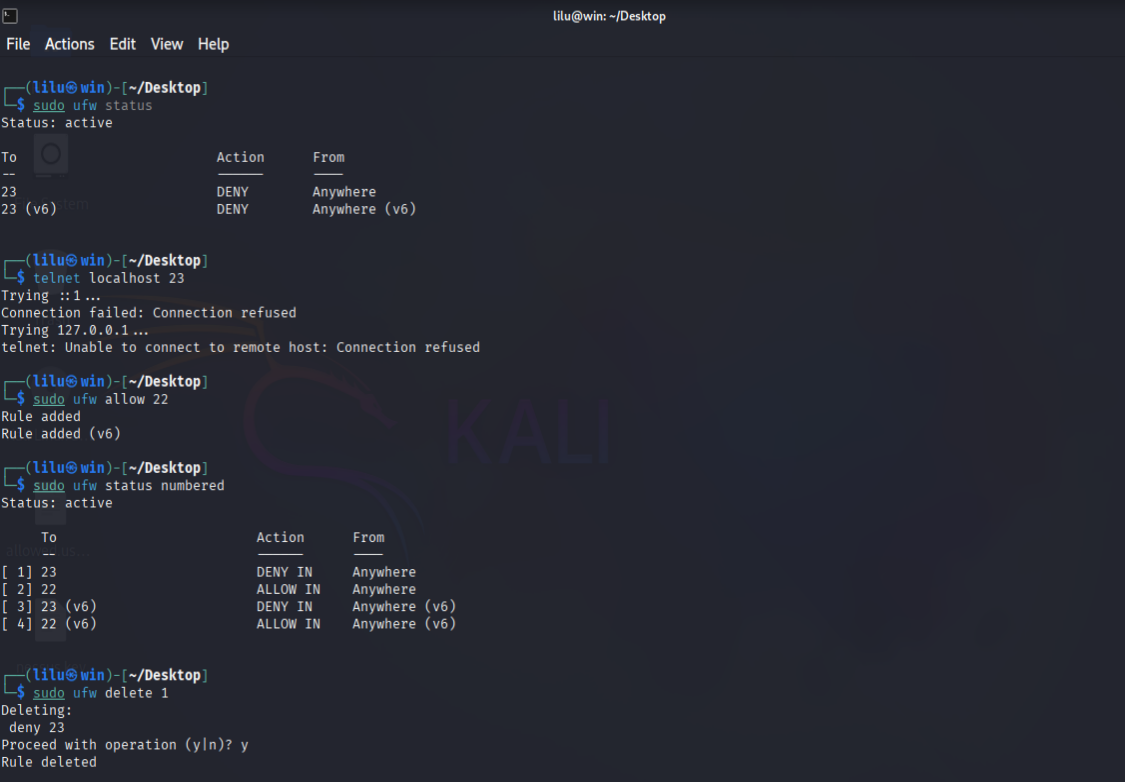 lilu@win: ~/Desktop
File Actions Edit View Help
┌──(lilu㉿win)-[~/Desktop]
└─$ sudo ufw status
Status: active
To Action From
-- ------ ----
23 DENY Anywhere
23 (v6) DENY Anywhere (v6)
┌──(lilu㉿win)-[~/Desktop]
└─$ telnet localhost 23
Trying ::1...
Connection failed: Connection refused
Trying 127.0.0.1...
telnet: Unable to connect to remote host: Connection refused
┌──(lilu㉿win)-[~/Desktop]
└─$ sudo ufw allow 22
Rule added
Rule added (v6)
KALI
┌──(lilu㉿win)-[~/Desktop]
└─$ sudo ufw status numbered
Status: active
To Action From
-- ------ ----
[ 1] 23 DENY IN Anywhere
[ 2] 22 ALLOW IN Anywhere
[ 3] 23 (v6) DENY IN Anywhere (v6)
[ 4] 22 (v6) ALLOW IN Anywhere (v6)
┌──(lilu㉿win)-[~/Desktop]
└─$ sudo ufw delete 1
Deleting:
deny 23
Proceed with operation (y|n)? y
Rule deleted